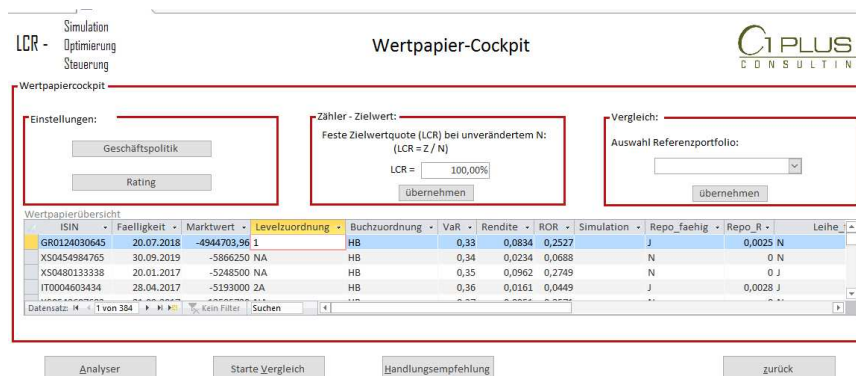 LCR -
Simulation
Optimierung
Steuerung
Wertpapier-Cockpit
C1 PLUS
CONSULTIN
Wertpapiercockpit
Einstellungen:
Geschäftspolitik
Rating
Zähler - Zielwert:
Feste Zielwertquote (LCR) bei unverändertem N:
(LCR = Z / N)
LCR = 100,00%
übernehmen
Vergleich:
Auswahl Referenzportfolio:
übernehmen
Wertpapierübersicht
ISIN Faelligkeit Marktwert Levelzuordnung Buchzuordnung VaR Rendite ROR Simulation Repo_faehig Repo_R Leihe_
GR0124030645 20.07.2018 -4944703,96 1 HB 0,33 0,0834 0,2527 J 0,0025 N
XS0454984765 30.09.2019 -5866250 NA HB 0,34 0,0234 0,0688 N 0 N
XS0480133338 20.01.2017 -5248500 NA HB 0,35 0,0962 0,2749 N 0 J
IT0004603434 28.04.2017 -5193000 2A HB 0,36 0,0161 0,0449 J 0,0028 J
Datensatz: 1 von 384 Kein Filter Suchen
Analyser
Starte Vergleich
Handlungsempfehlung
zurück